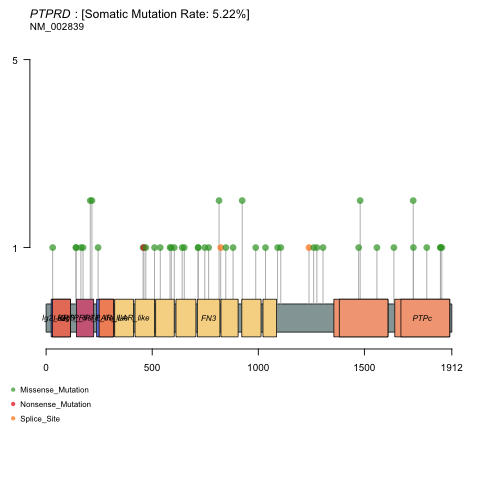 PTPRD : [Somatic Mutation Rate: 5.22%]
NM_002839
5
1
FN3
PTPc
0
500
1000
1500
1912
Missense_Mutation
Nonsense_Mutation
Splice_Site